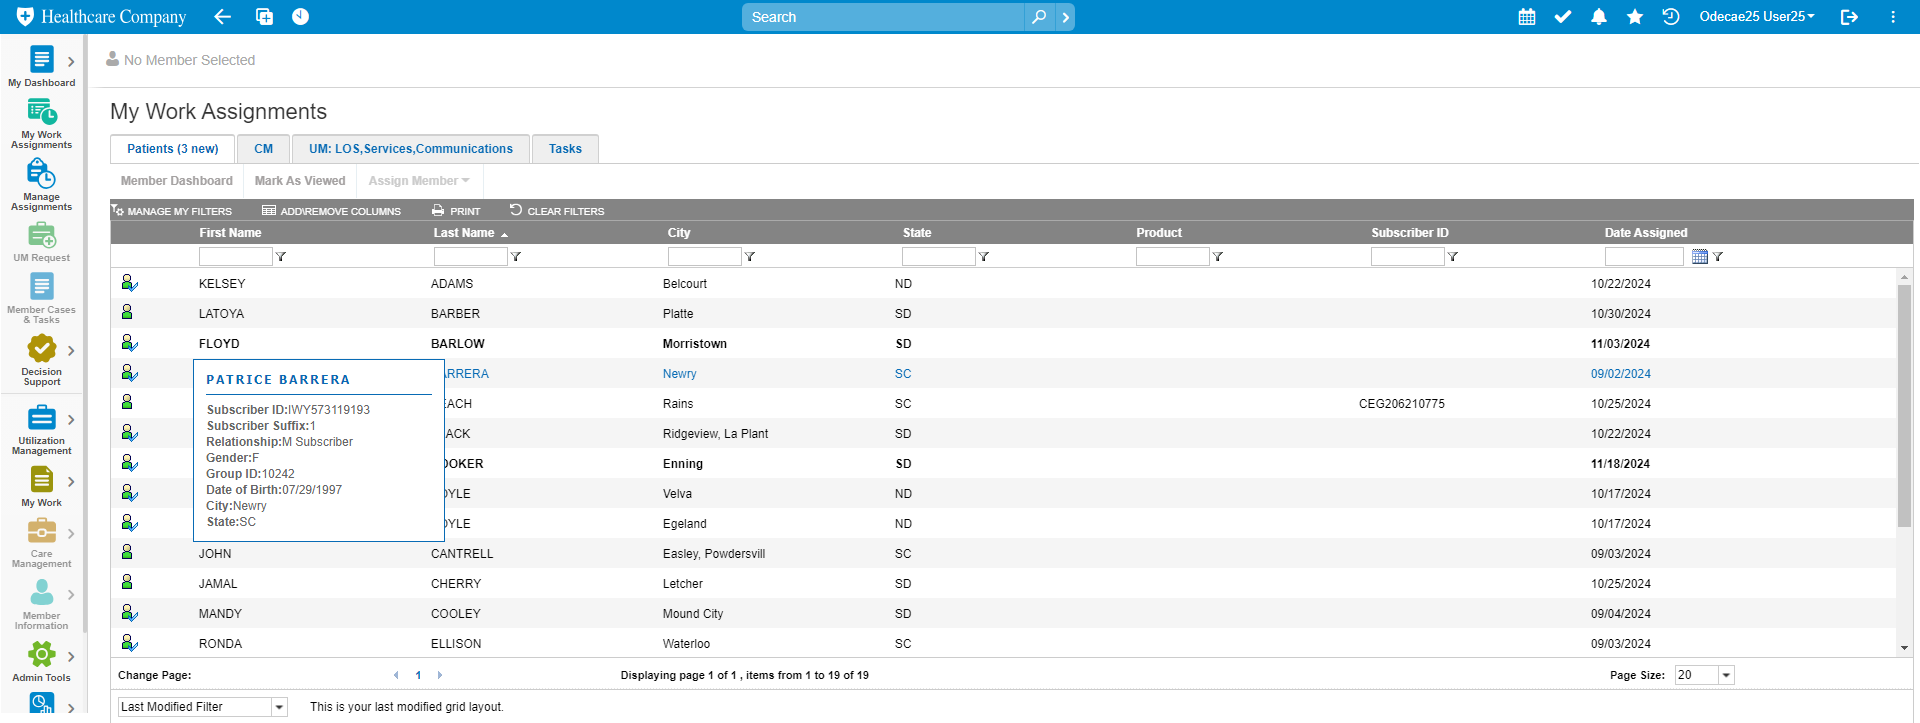 Healthcare Company
Search
Odecae25 User25
My Dashboard
My Work
Assignments
Manage
Assignments
UM Request
Member Cases
& Tasks
Decision
Support
Utilization
Management
My Work
Care
Management
Member
Information
Admin Tools
No Member Selected
My Work Assignments
Patients (3 new) CM UM: LOS,Services,Communications Tasks
Member Dashboard Mark As Viewed Assign Member
MANAGE MY FILTERS ADD\REMOVE COLUMNS PRINT CLEAR FILTERS
First Name Last Name City State Product Subscriber ID Date Assigned
KELSEY ADAMS Belcourt ND 10/22/2024
LATOYA BARBER Platte SD 10/30/2024
FLOYD BARLOW Morristown SD 11/03/2024
ARRERA Newry SC 09/02/2024
EACH Rains SC CEG206210775 10/25/2024
ACK Ridgeview, La Plant SD 10/22/2024
OOKER Enning SD 11/18/2024
OYLE Velva ND 10/17/2024
OYLE Egeland ND 10/17/2024
PATRICE BARRERA
Subscriber ID:IWY573119193
Subscriber Suffix:1
Relationship:M Subscriber
Gender:F
Group ID:10242
Date of Birth:07/29/1997
City:Newry
State:SC
JOHN CANTRELL Easley, Powdersvill SC 09/03/2024
JAMAL CHERRY Letcher SD 10/25/2024
MANDY COOLEY Mound City SD 09/04/2024
RONDA ELLISON Waterloo SC 09/03/2024
Change Page: 1 Displaying page 1 of 1 , items from 1 to 19 of 19 Page Size: 20
Last Modified Filter This is your last modified grid layout.